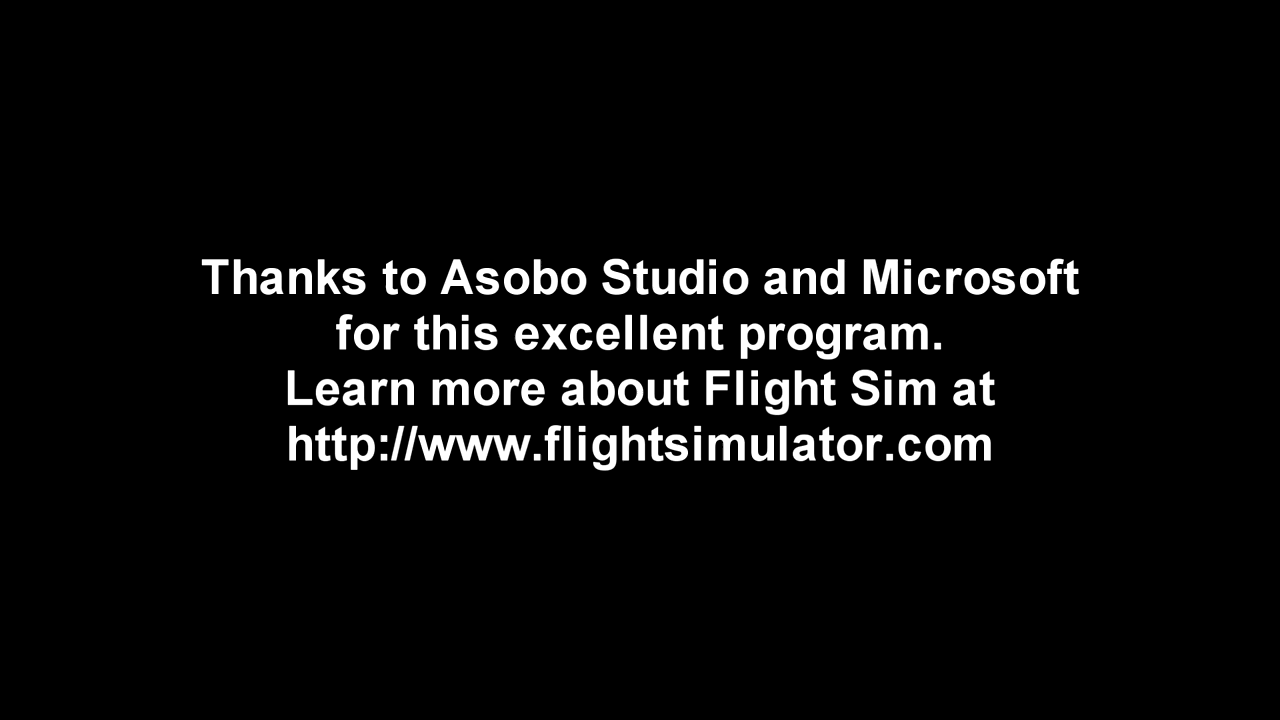 Thanks to Asobo Studio and Microsoft
for this excellent program.
Learn more about Flight Sim at
http://www.flightsimulator.com